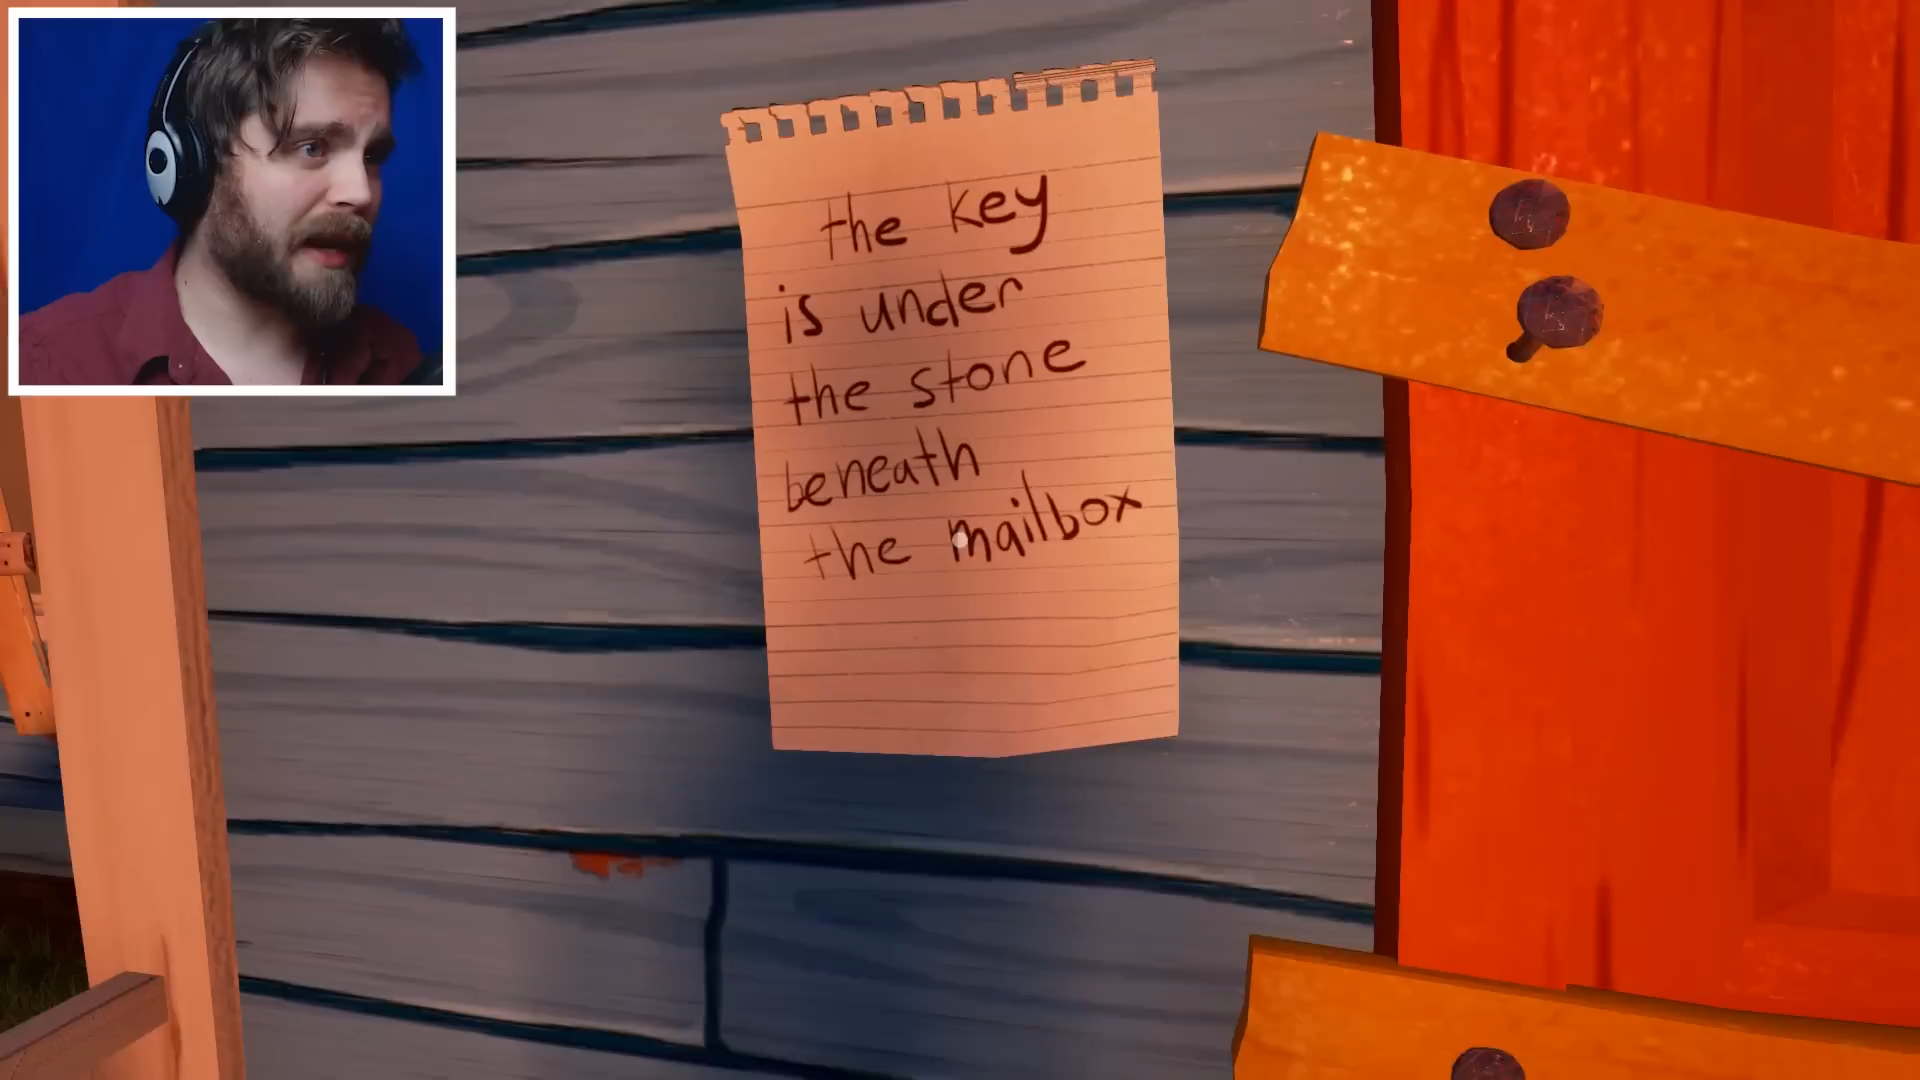 the key
is under
the stone
beneath
the mailbox